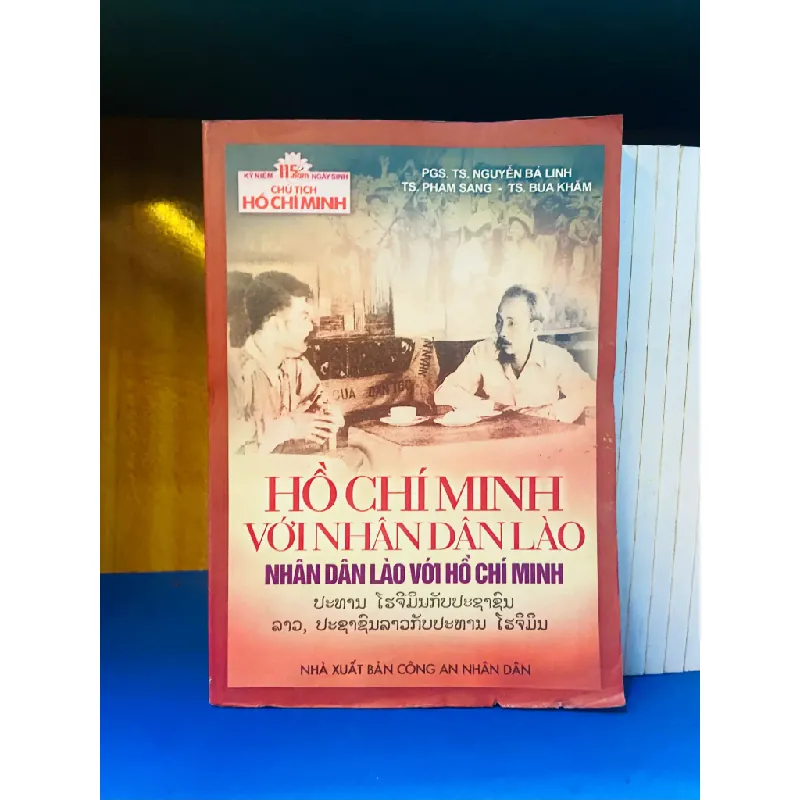 KỶ NIỆM 115 năm NGÀY SINH
CHỦ TỊCH
HỒ CHÍ MINH
PGS. TS. NGUYỄN BÁ LINH
TS. PHẠM SANG - TS. BUA KHĂM
CỦA DÂN TỘC
NHÂN
HỒ CHÍ MINH
VỚI NHÂN DÂN LÀO
NHÂN DÂN LÀO VỚI HỒ CHÍ MINH
ປະທານ ໂຮຈິມິນກັບປະຊາຊົນ
ລາວ, ປະຊາຊົນລາວກັບປະທານ ໂຮຈິມິນ
NHÀ XUẤT BẢN CÔNG AN NHÂN DÂN